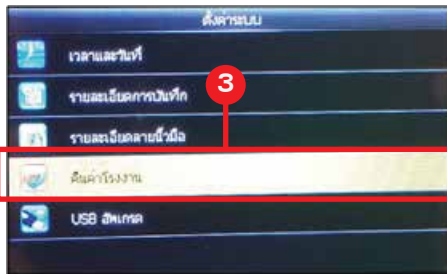 ตั้งค่าระบบ
เวลาและวันที่
รายละเอียดการบันทึก
3
รายละเอียดลายนิ้วมือ
คืนค่าโรงงาน
USB อัพเกรด